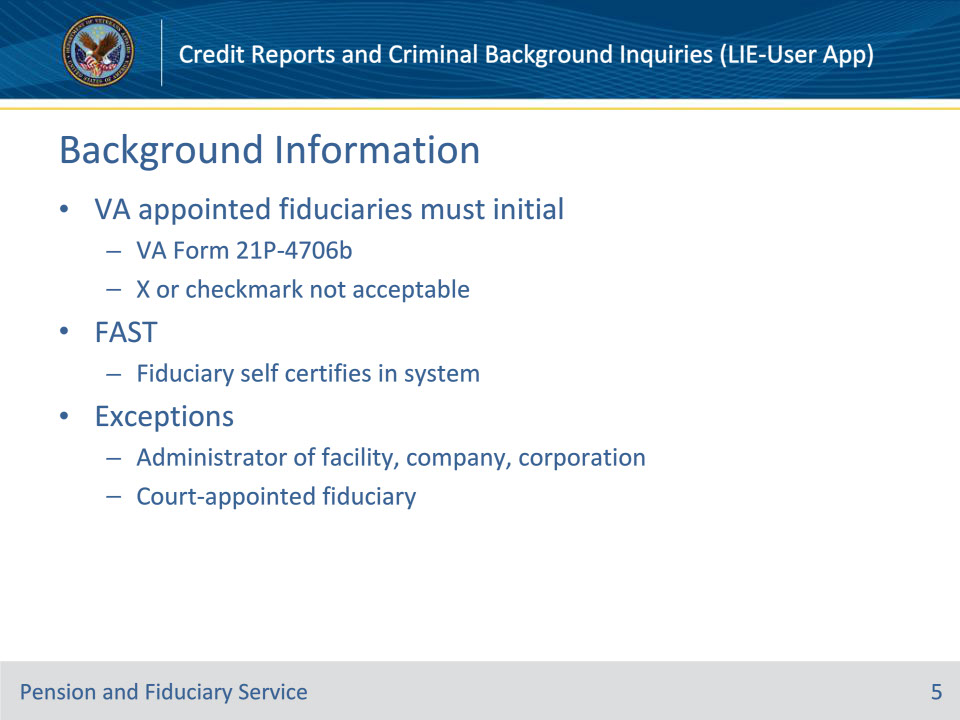 Credit Reports and Criminal Background Inquiries (LIE-User App)
Background Information
• VA appointed fiduciaries must initial
– VA Form 21P-4706b
– X or checkmark not acceptable
• FAST
– Fiduciary self certifies in system
• Exceptions
– Administrator of facility, company, corporation
– Court-appointed fiduciary
Pension and Fiduciary Service
5